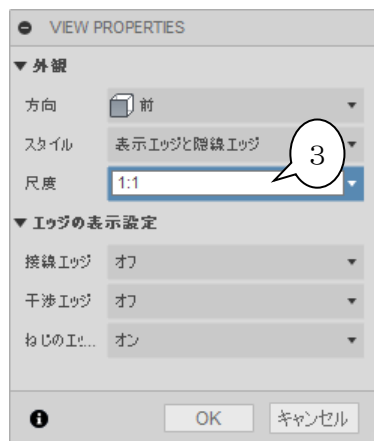 VIEW PROPERTIES
▼ 外観
方向 前
スタイル 表示エッジと隠線エッジ
3
尺度 1:1
▼ エッジの表示設定
接線エッジ オフ
干渉エッジ オフ
ねじのエッ... オン
OK キャンセル